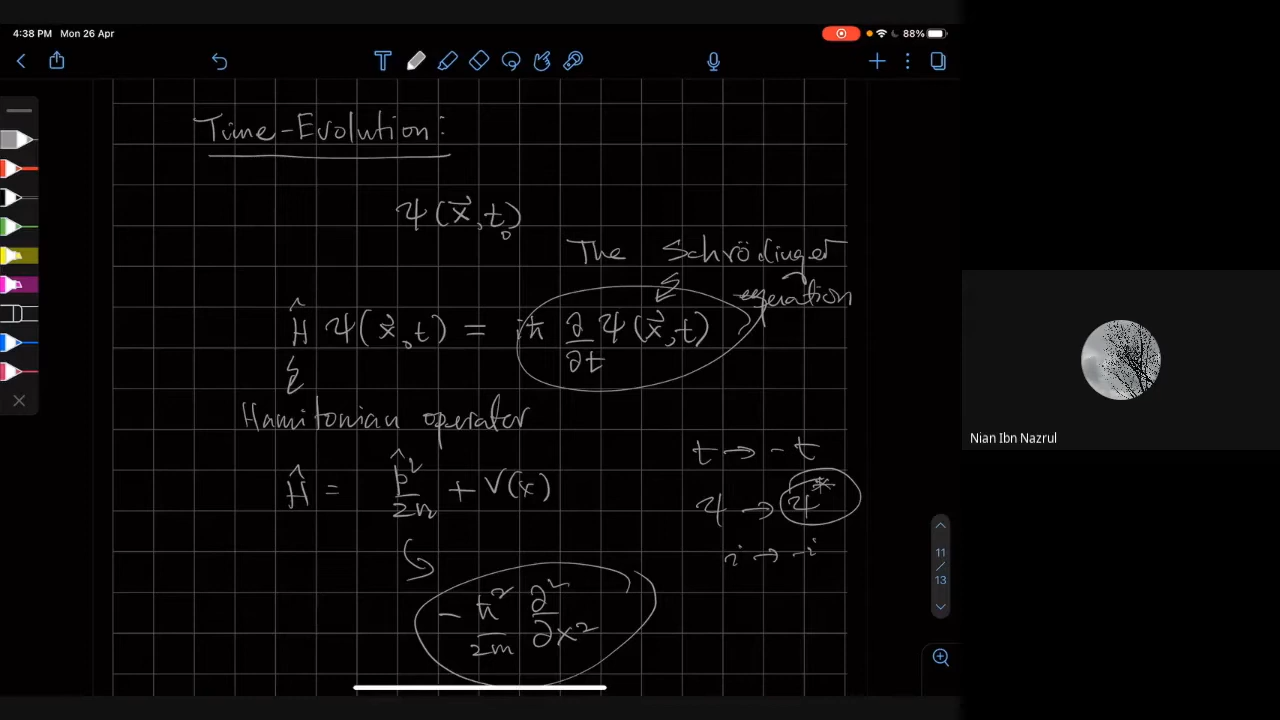 4:38 PM Mon 26 Apr
88%
Time-Evolution:
Ψ(x⃗,t₀)
The Schrödinger
equation
Ĥ Ψ(x⃗,t) = iħ ∂/∂t Ψ(x⃗,t)
Hamitonian operator
Ĥ = p̂²/2m + V(x)
t → -t
Ψ → Ψ*
i → -i
- ħ²/2m ∂²/∂x²
11
/
13
Nian Ibn Nazrul